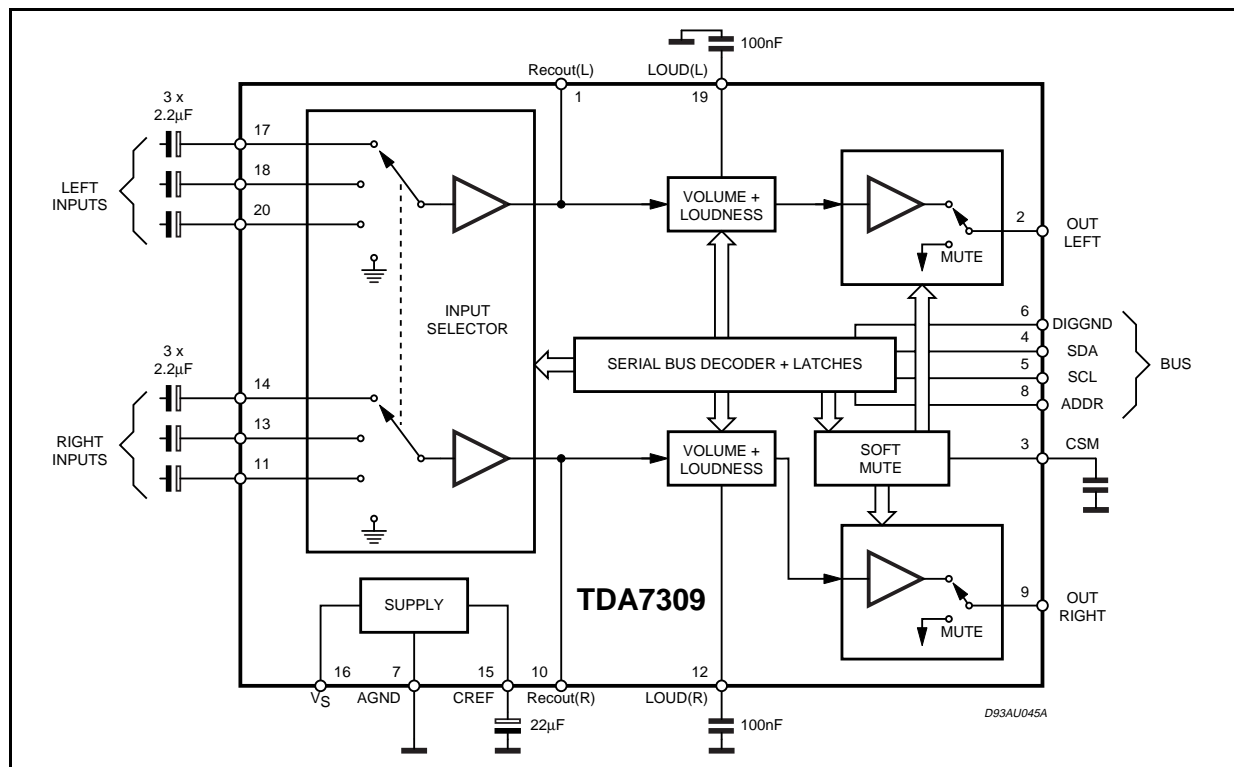 100nF
Recout(L)
LOUD(L)
1
19
3 x
2.2µF
17
18
20
LEFT
INPUTS
VOLUME +
LOUDNESS
2
OUT
LEFT
MUTE
INPUT
SELECTOR
6
DIGGND
4
SDA
5
SCL
8
ADDR
BUS
SERIAL BUS DECODER + LATCHES
3 x
2.2µF
14
13
11
RIGHT
INPUTS
VOLUME +
LOUDNESS
SOFT
MUTE
3
CSM
SUPPLY
TDA7309
9
OUT
RIGHT
MUTE
16
7
15
10
12
VS
AGND
CREF
Recout(R)
LOUD(R)
22µF
100nF
D93AU045A